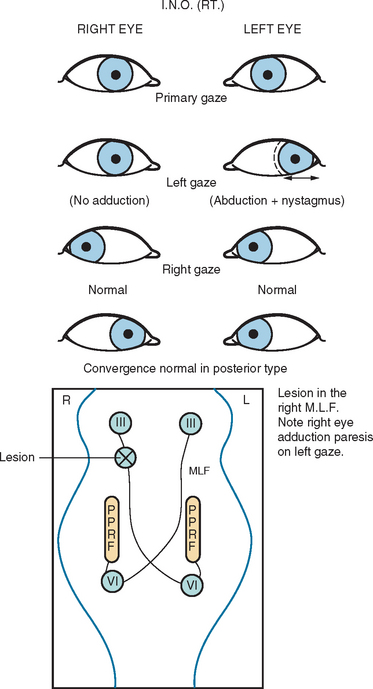 I.N.O. (RT.)
RIGHT EYE
LEFT EYE
Primary gaze
Left gaze
(No adduction)
(Abduction + nystagmus)
Right gaze
Normal
Normal
Convergence normal in posterior type
R
L
III
III
Lesion
MLF
PPRF
PPRF
VI
VI
Lesion in the
right M.L.F.
Note right eye
adduction paresis
on left gaze.